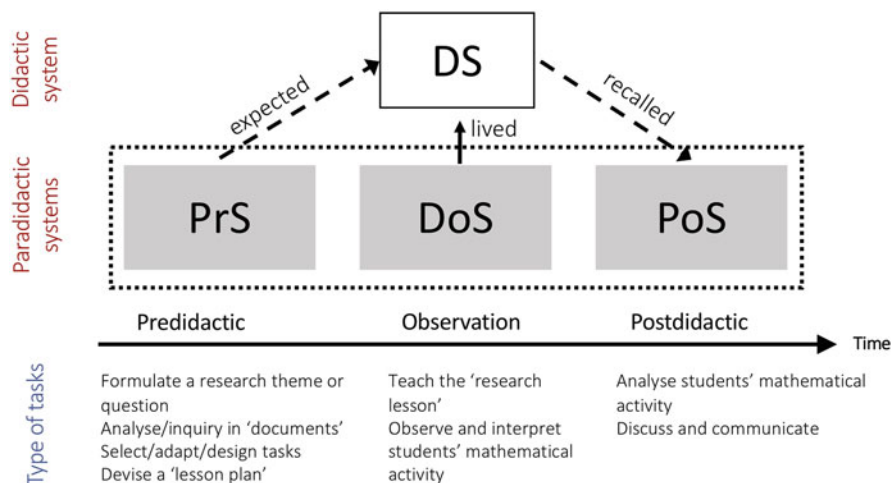 Didactic
system
DS
expected
lived
recalled
Paradidactic
systems
PrS
DoS
PoS
Predidactic
Observation
Postdidactic
Time
Type of tasks
Formulate a research theme or
question
Analyse/inquiry in ‘documents’
Select/adapt/design tasks
Devise a ‘lesson plan’
Teach the ‘research
lesson’
Observe and interpret
students’ mathematical
activity
Analyse students’ mathematical
activity
Discuss and communicate